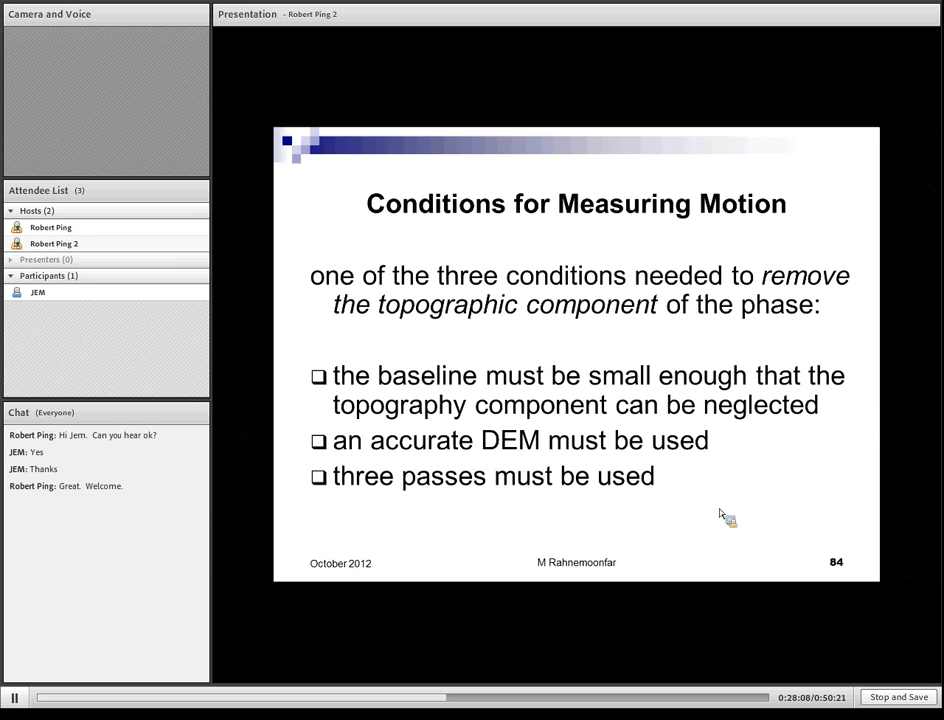 Camera and Voice
Attendee List (3)
Hosts (2)
Robert Ping
Robert Ping 2
Presenters (0)
Participants (1)
JEM
Chat (Everyone)
Robert Ping: Hi Jem. Can you hear ok?
JEM: Yes
JEM: Thanks
Robert Ping: Great. Welcome.
Presentation - Robert Ping 2
Conditions for Measuring Motion
one of the three conditions needed to remove
the topographic component of the phase:
❑ the baseline must be small enough that the
topography component can be neglected
❑ an accurate DEM must be used
❑ three passes must be used
October 2012 M Rahnemoonfar 84
0:28:08/0:50:21 Stop and Save